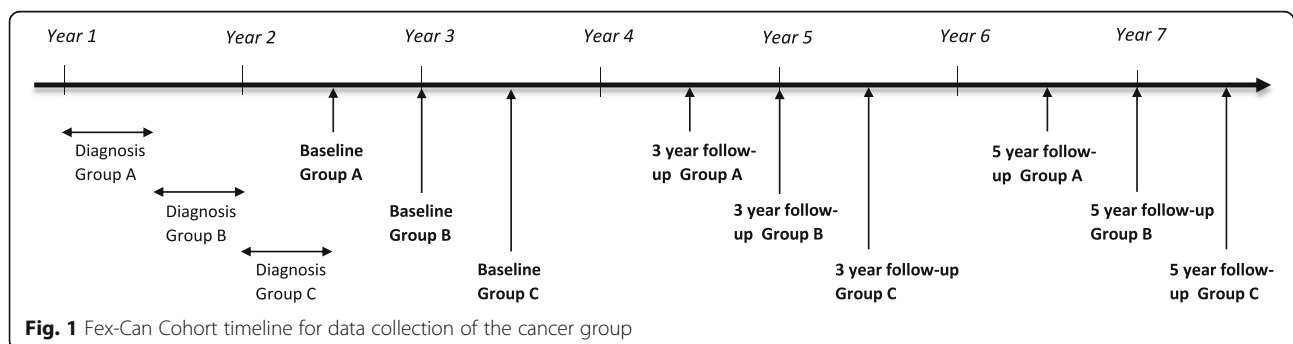 Year 1 Year 2 Year 3 Year 4 Year 5 Year 6 Year 7
Diagnosis
Group A
Baseline
Group A
3 year follow-
up Group A
5 year follow-
up Group A
Diagnosis
Group B
Baseline
Group B
3 year follow-
up Group B
5 year follow-up
Group B
Diagnosis
Group C
Baseline
Group C
3 year follow-up
Group C
5 year follow-
up Group C
Fig. 1 Fex-Can Cohort timeline for data collection of the cancer group